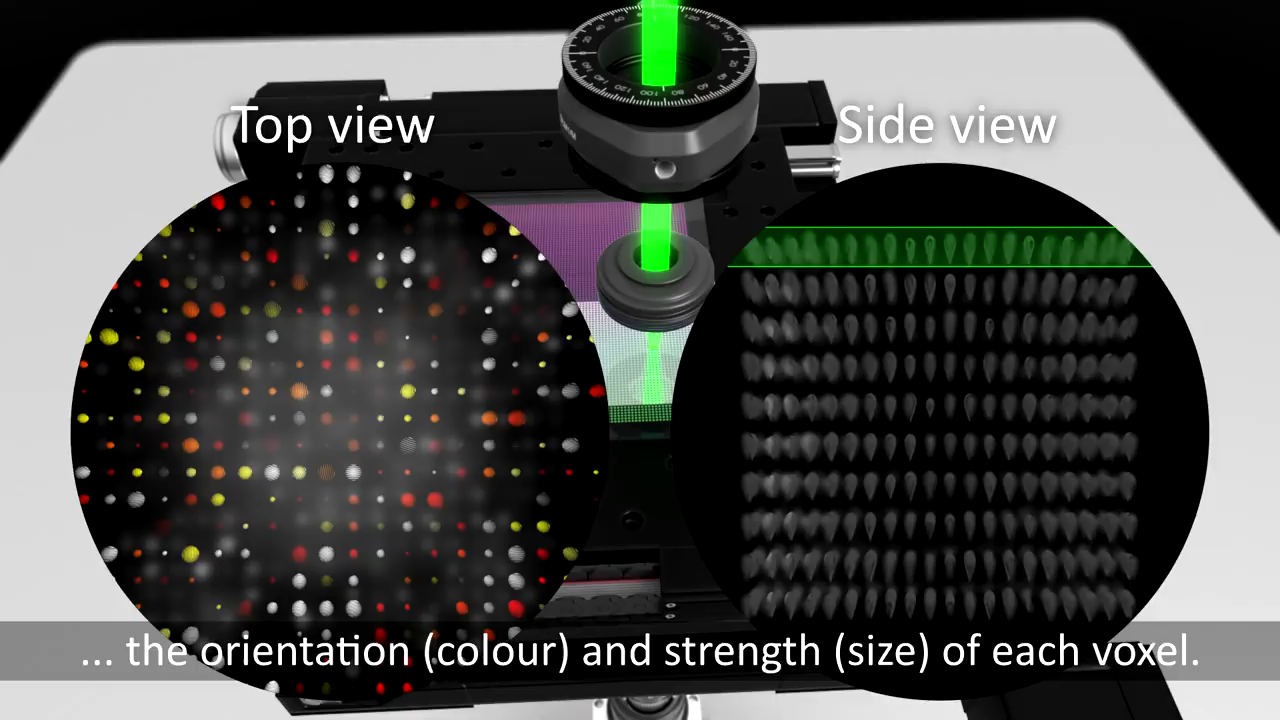 Top view
Side view
... the orientation (colour) and strength (size) of each voxel.